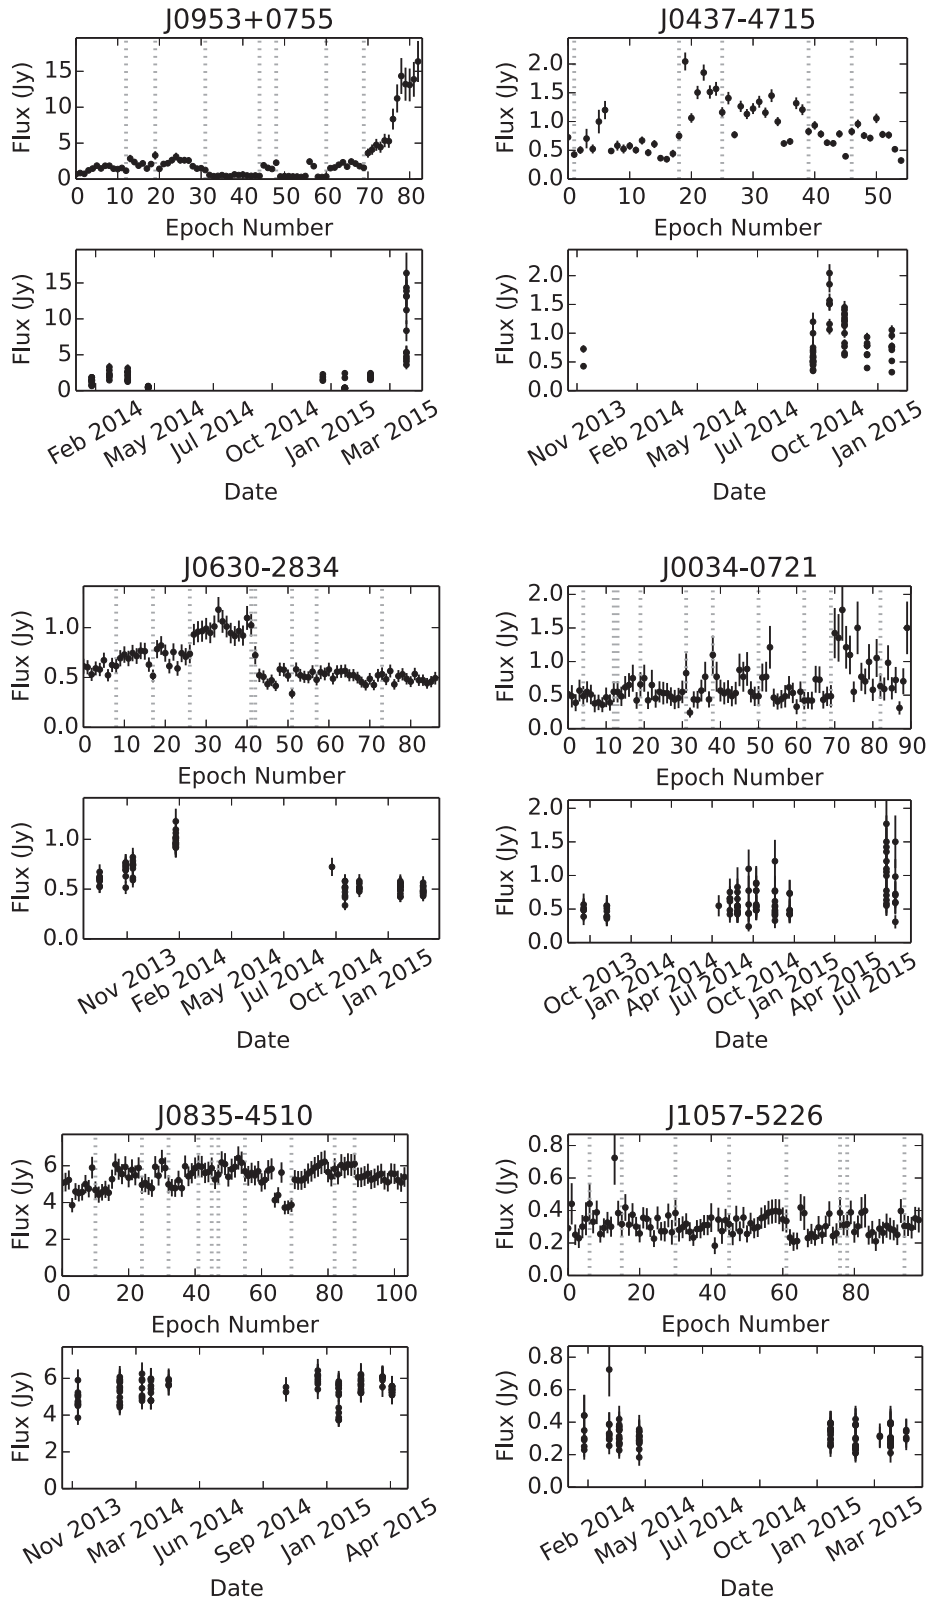 J0953+0755
Flux (Jy)
15
10
5
0
0 10 20 30 40 50 60 70 80
Epoch Number
Flux (Jy)
15
10
5
0
Feb 2014 May 2014 Jul 2014 Oct 2014 Jan 2015 Mar 2015
Date
J0437-4715
Flux (Jy)
2.0
1.5
1.0
0.5
0.0
0 10 20 30 40 50
Epoch Number
Flux (Jy)
2.0
1.5
1.0
0.5
0.0
Nov 2013 Feb 2014 May 2014 Jul 2014 Oct 2014 Jan 2015
Date
J0630-2834
Flux (Jy)
1.0
0.5
0.0
0 10 20 30 40 50 60 70 80
Epoch Number
Flux (Jy)
1.0
0.5
0.0
Nov 2013 Feb 2014 May 2014 Jul 2014 Oct 2014 Jan 2015
Date
J0034-0721
Flux (Jy)
2.0
1.5
1.0
0.5
0.0
0 10 20 30 40 50 60 70 80 90
Epoch Number
Flux (Jy)
2.0
1.5
1.0
0.5
0.0
Oct 2013 Jan 2014 Apr 2014 Jul 2014 Oct 2014 Jan 2015 Apr 2015 Jul 2015
Date
J0835-4510
Flux (Jy)
6
4
2
0
0 20 40 60 80 100
Epoch Number
Flux (Jy)
6
4
2
0
Nov 2013 Mar 2014 Jun 2014 Sep 2014 Jan 2015 Apr 2015
Date
J1057-5226
Flux (Jy)
0.8
0.6
0.4
0.2
0.0
0 20 40 60 80
Epoch Number
Flux (Jy)
0.8
0.6
0.4
0.2
0.0
Feb 2014 May 2014 Jul 2014 Oct 2014 Jan 2015 Mar 2015
Date